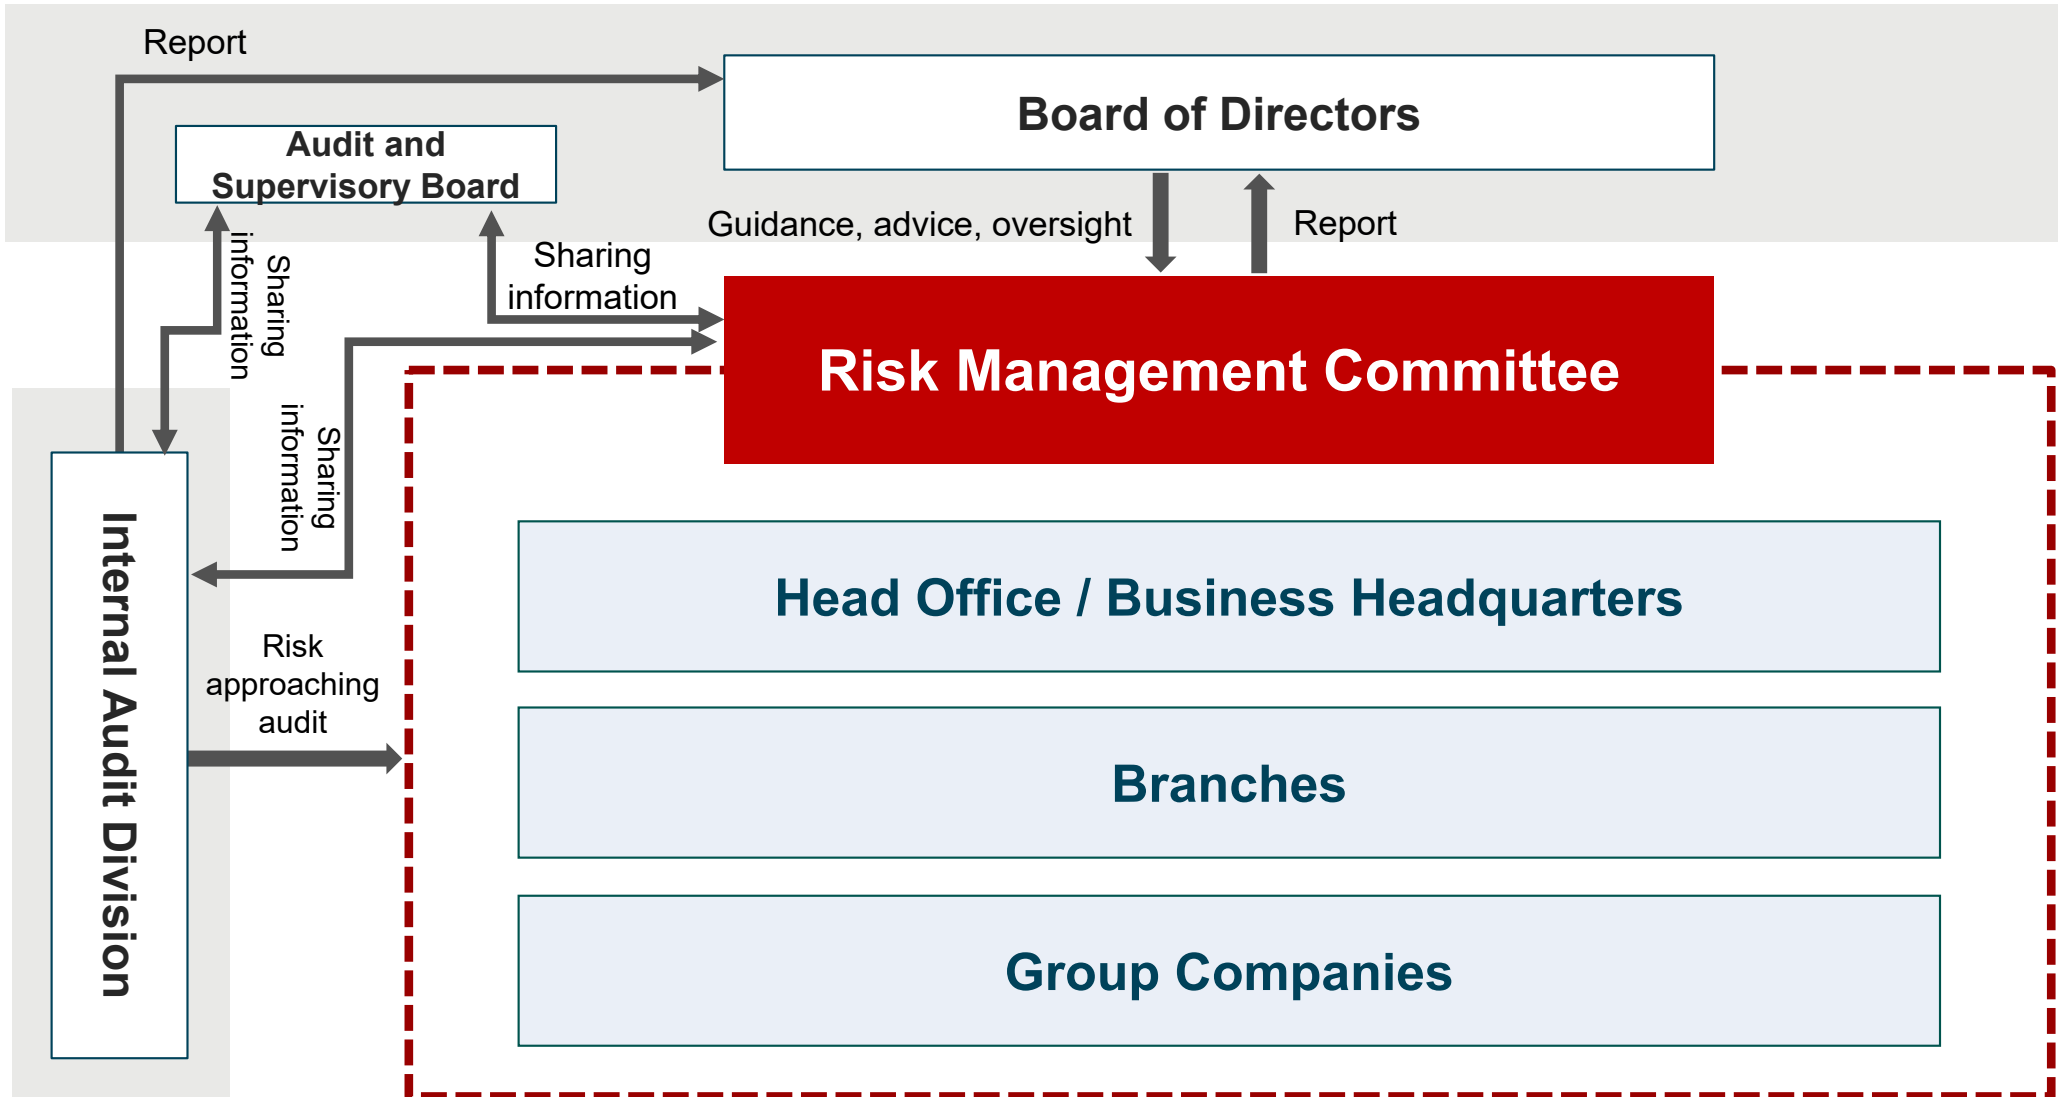 Report
Board of Directors
Audit and
Supervisory Board
Guidance, advice, oversight
Report
Sharing
information
Sharing
information
Risk Management Committee
Sharing
information
Internal Audit Division
Head Office / Business Headquarters
Risk
approaching
audit
Branches
Group Companies